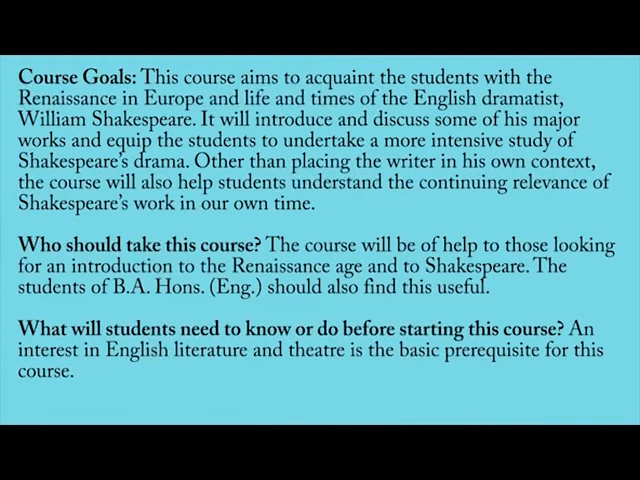 Course Goals: This course aims to acquaint the students with the
Renaissance in Europe and life and times of the English dramatist,
William Shakespeare. It will introduce and discuss some of his major
works and equip the students to undertake a more intensive study of
Shakespeare's drama. Other than placing the writer in his own context,
the course will also help students understand the continuing relevance of
Shakespeare's work in our own time.
Who should take this course? The course will be of help to those looking
for an introduction to the Renaissance age and to Shakespeare. The
students of B.A. Hons. (Eng.) should also find this useful.
What will students need to know or do before starting this course? An
interest in English literature and theatre is the basic prerequisite for this
course.